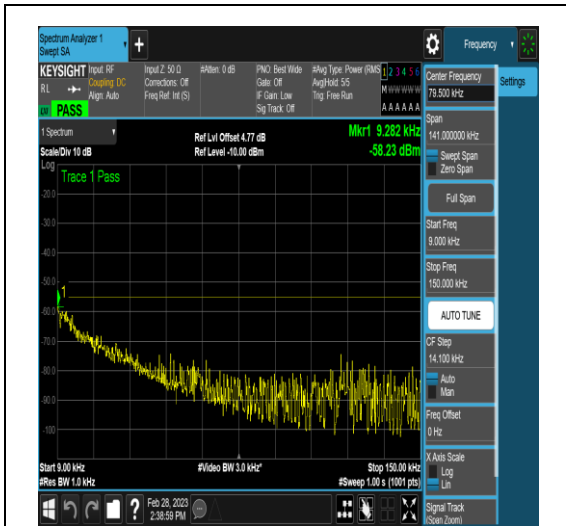 Spectrum Analyzer 1
Swept SA
+
Frequency
KEYSIGHT
RL
PASS
Input: RF
Coupling: DC
Align: Auto
Input Z: 50 Ω
Corrections: Off
Freq Ref: Int (S)
#Atten: 0 dB
PNO: Best Wide
Gate: Off
IF Gain: Low
Sig Track: Off
#Avg Type: Power (RMS)
Avg|Hold: 5/5
Trig: Free Run
1 2 3 4 5 6
M W W W W W
A A A A A A
Center Frequency
79.500 kHz
Settings
Span
141.000000 kHz
Swept Span
Zero Span
Full Span
Start Freq
9.000 kHz
Stop Freq
150.000 kHz
AUTO TUNE
CF Step
14.100 kHz
Auto
Man
Freq Offset
0 Hz
X Axis Scale
Log
Lin
Signal Track
(Span Zoom)
1 Spectrum
Scale/Div 10 dB
Ref Lvl Offset 4.77 dB
Ref Level -10.00 dBm
Mkr1 9.282 kHz
-58.23 dBm
Log
Trace 1 Pass
-20.0
-30.0
-40.0
-50.0
1
-60.0
-70.0
-80.0
-90.0
-100
Start 9.00 kHz
#Res BW 1.0 kHz
#Video BW 3.0 kHz*
Stop 150.00 kHz
#Sweep 1.00 s (1001 pts)
?
Feb 28, 2023
2:38:59 PM